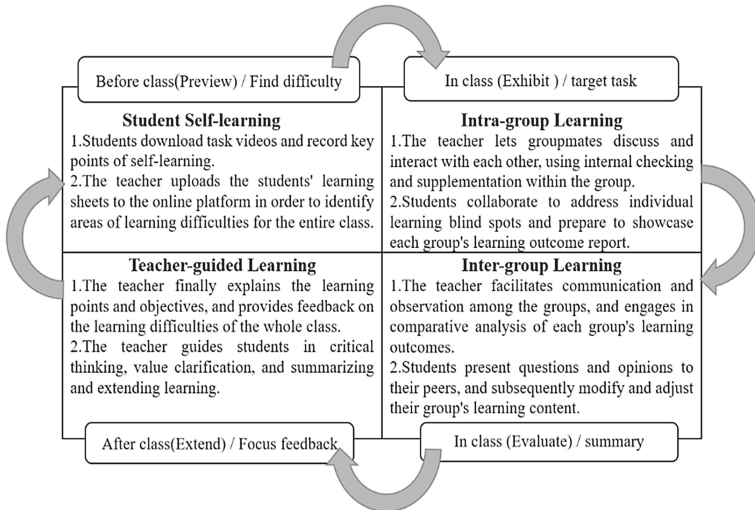 Before class(Preview) / Find difficulty
In class (Exhibit ) / target task
Student Self-learning
1.Students download task videos and record key
points of self-learning.
2.The teacher uploads the students' learning
sheets to the online platform in order to identify
areas of learning difficulties for the entire class.
Intra-group Learning
1.The teacher lets groupmates discuss and
interact with each other, using internal checking
and supplementation within the group.
2.Students collaborate to address individual
learning blind spots and prepare to showcase
each group's learning outcome report.
Teacher-guided Learning
1.The teacher finally explains the learning
points and objectives, and provides feedback on
the learning difficulties of the whole class.
2.The teacher guides students in critical
thinking, value clarification, and summarizing
and extending learning.
Inter-group Learning
1.The teacher facilitates communication and
observation among the groups, and engages in
comparative analysis of each group's learning
outcomes.
2.Students present questions and opinions to
their peers, and subsequently modify and adjust
their group's learning content.
After class(Extend) / Focus feedback
In class (Evaluate) / summary